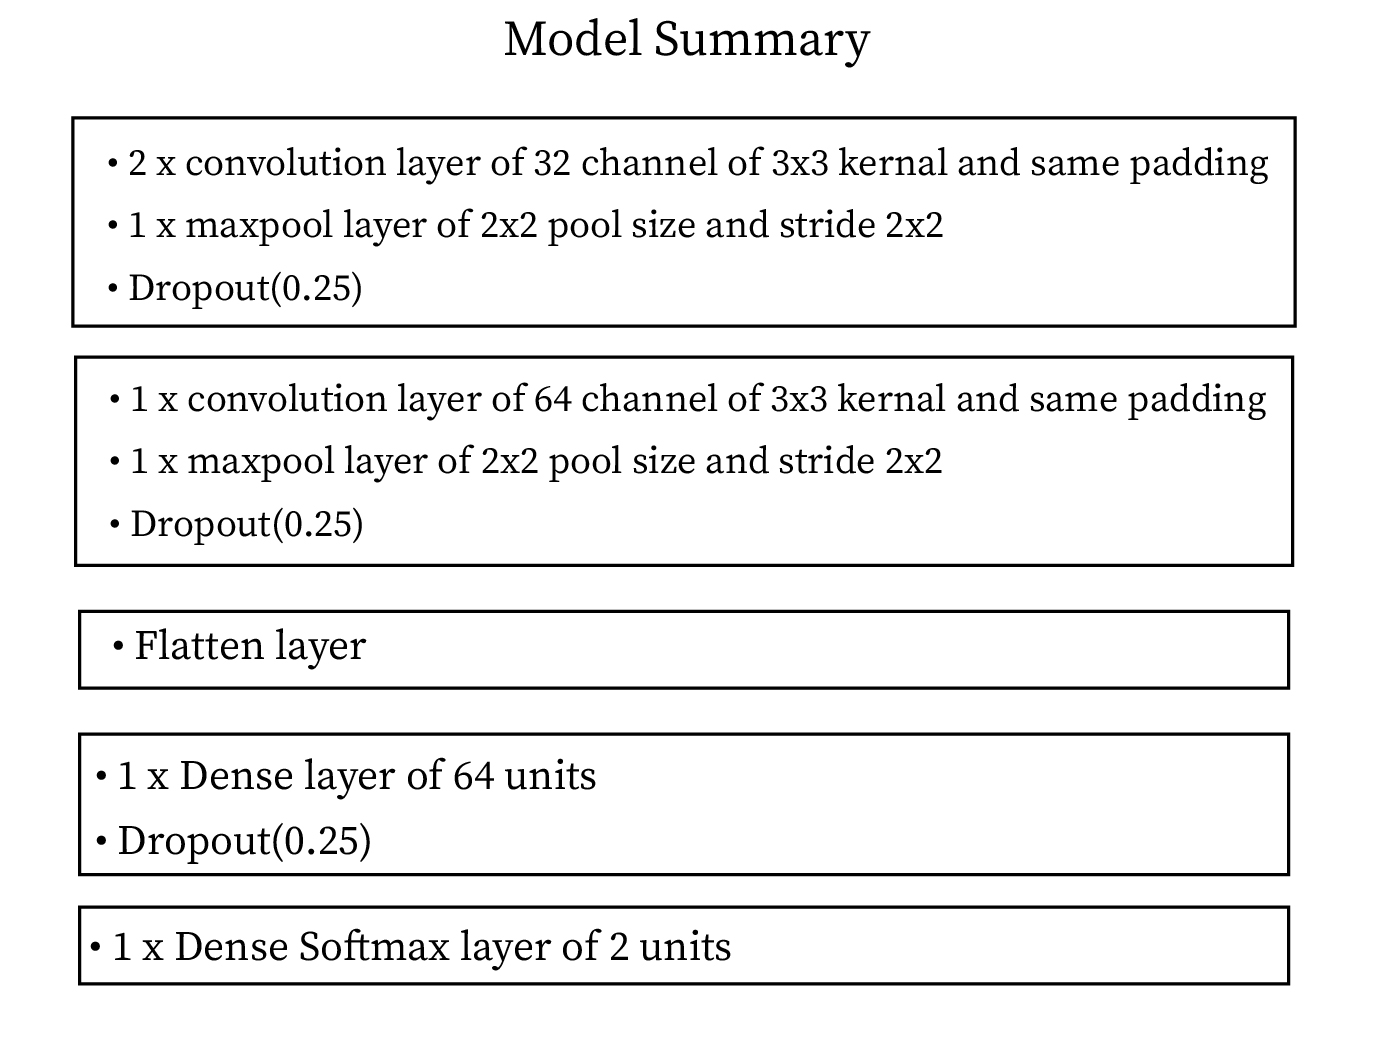 Model Summary
• 2 x convolution layer of 32 channel of 3x3 kernal and same padding
• 1 x maxpool layer of 2x2 pool size and stride 2x2
• Dropout(0.25)
• 1 x convolution layer of 64 channel of 3x3 kernal and same padding
• 1 x maxpool layer of 2x2 pool size and stride 2x2
• Dropout(0.25)
• Flatten layer
• 1 x Dense layer of 64 units
• Dropout(0.25)
• 1 x Dense Softmax layer of 2 units